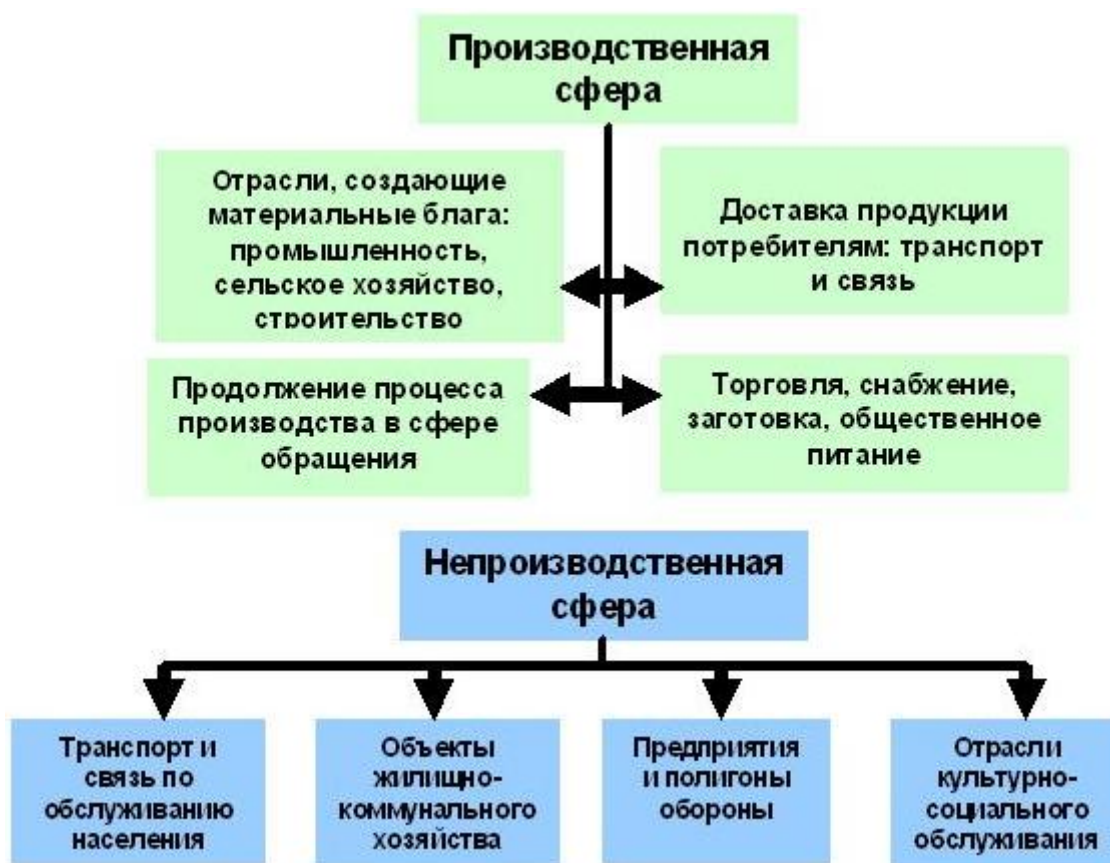 Производственная
сфера
Отрасли, создающие
материальные блага:
промышленность,
сельское хозяйство,
строительство
Доставка продукции
потребителям: транспорт
и связь
Продолжение процесса
производства в сфере
обращения
Торговля, снабжение,
заготовка, общественное
питание
Непроизводственная
сфера
Транспорт и
связь по
обслуживанию
населения
Объекты
жилищно-
коммунального
хозяйства
Предприятия
и полигоны
обороны
Отрасли
культурно-
социального
обслуживания